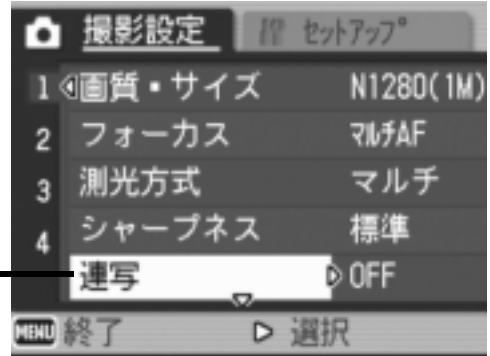 撮影設定 セットアップ
1 画質・サイズ N1280(1M)
2 フォーカス マルチAF
3 測光方式 マルチ
4 シャープネス 標準
連写 OFF
MENU 終了 選択